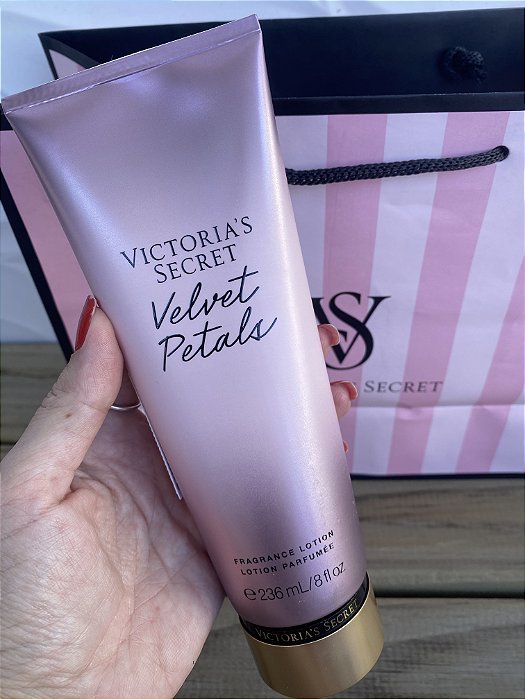 VICTORIA'S
SECRET
Velvet
Petals
FRAGRANCE LOTION
LOTION PARFUMÉE
℮ 236 mL/8 fl oz
VICTORIA'S SECRET
VS
SECRET